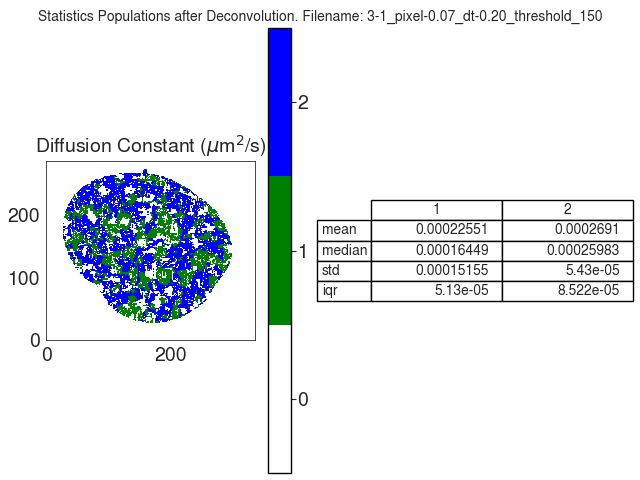 Statistics Populations after Deconvolution. Filename: 3-1_pixel-0.07_dt-0.20_threshold_150
Diffusion Constant (μm²/s)
200
100
0
0 200
2
1
0
1 2
mean 0.00022551 0.0002691
median 0.00016449 0.00025983
std 0.00015155 5.43e-05
iqr 5.13e-05 8.522e-05